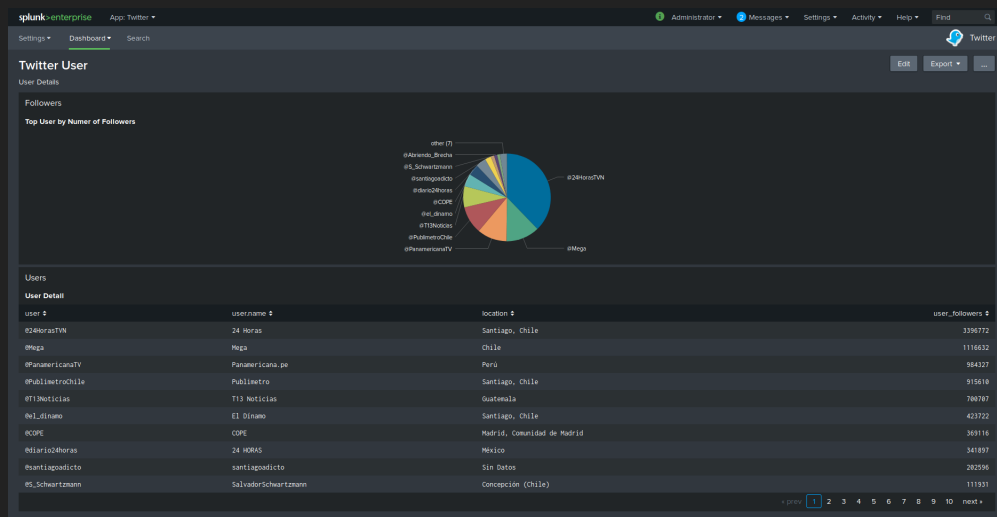 splunk>enterprise App: Twitter Administrator 2 Messages Settings Activity Help Find
Settings Dashboard Search Twitter
Twitter User Edit Export ...
User Details
Followers
Top User by Numer of Followers
other (7)
@Abriendo_Brecha
@S_Schwartzmann
@santiagoadicto
@diario24horas
@COPE
@el_dinamo
@T13Noticias
@PublimetroChile
@PanamericanaTV
@24HorasTVN
@Mega
Users
User Detail
user user.name location user_followers
@24HorasTVN 24 Horas Santiago, Chile 3396772
@Mega Mega Chile 1116632
@PanamericanaTV Panamericana.pe Perú 984327
@PublimetroChile Publimetro Santiago, Chile 915610
@T13Noticias T13 Noticias Guatemala 700707
@el_dinamo El Dínamo Santiago, Chile 423722
@COPE COPE Madrid, Comunidad de Madrid 369116
@diario24horas 24 HORAS México 341897
@santiagoadicto santiagoadicto Sin Datos 202596
@S_Schwartzmann SalvadorSchwartzmann Concepción (Chile) 111931
« prev 1 2 3 4 5 6 7 8 9 10 next »